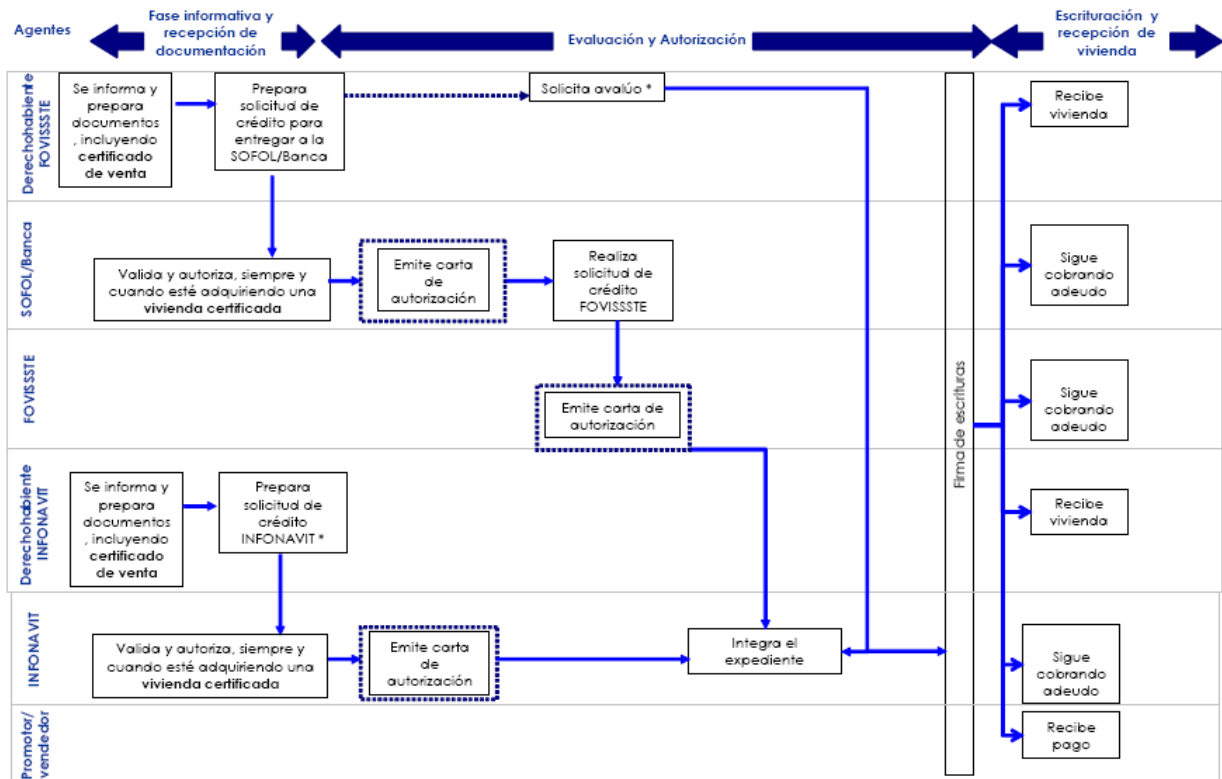 Agentes
Fase informativa y
recepción de
documentación
Evaluación y Autorización
Escrituración y
recepción de
vivienda
Derechohabiente
FOVISSSTE
Se informa y
prepara
documentos
, incluyendo
certificado
de venta
Prepara
solicitud de
crédito para
entregar a la
SOFOL/Banca
Solicita avalúo *
Recibe
vivienda
SOFOL/Banca
Valida y autoriza, siempre y
cuando esté adquiriendo una
vivienda certificada
Emite carta
de
autorización
Realiza
solicitud de
crédito
FOVISSSTE
Sigue
cobrando
adeudo
FOVISSSTE
Emite carta de
autorización
Firma de escrituras
Sigue
cobrando
adeudo
Derechohabiente
INFONAVIT
Se informa y
prepara
documentos
, incluyendo
certificado
de venta
Prepara
solicitud de
crédito
INFONAVIT *
Recibe
vivienda
INFONAVIT
Valida y autoriza, siempre y
cuando esté adquiriendo una
vivienda certificada
Emite carta
de
autorización
Integra el
expediente
Sigue
cobrando
adeudo
Promotor/
vendedor
Recibe
pago